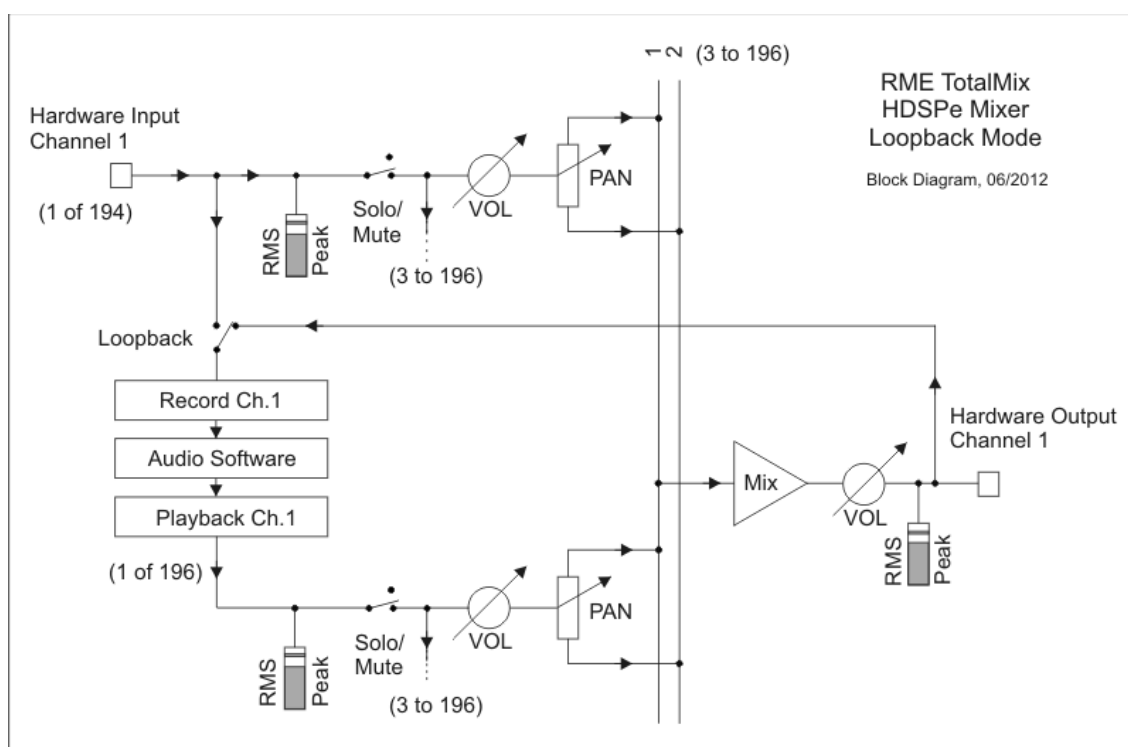 1
2
(3 to 196)
RME TotalMix
HDSPe Mixer
Loopback Mode
Block Diagram, 06/2012
Hardware Input
Channel 1
(1 of 194)
RMS
Peak
Solo/
Mute
(3 to 196)
VOL
PAN
Loopback
Record Ch.1
Audio Software
Playback Ch.1
(1 of 196)
RMS
Peak
Solo/
Mute
(3 to 196)
VOL
PAN
Mix
VOL
Hardware Output
Channel 1
RMS
Peak